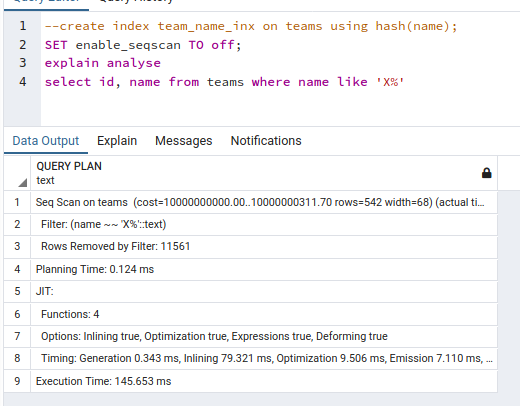 Query Editor Query History
1 --create index team_name_inx on teams using hash(name);
2 SET enable_seqscan TO off;
3 explain analyse
4 select id, name from teams where name like 'X%'
Data Output Explain Messages Notifications
QUERY PLAN
text
1 Seq Scan on teams (cost=10000000000.00..10000000311.70 rows=542 width=68) (actual ti...
2 Filter: (name ~~ 'X%'::text)
3 Rows Removed by Filter: 11561
4 Planning Time: 0.124 ms
5 JIT:
6 Functions: 4
7 Options: Inlining true, Optimization true, Expressions true, Deforming true
8 Timing: Generation 0.343 ms, Inlining 79.321 ms, Optimization 9.506 ms, Emission 7.110 ms, ...
9 Execution Time: 145.653 ms